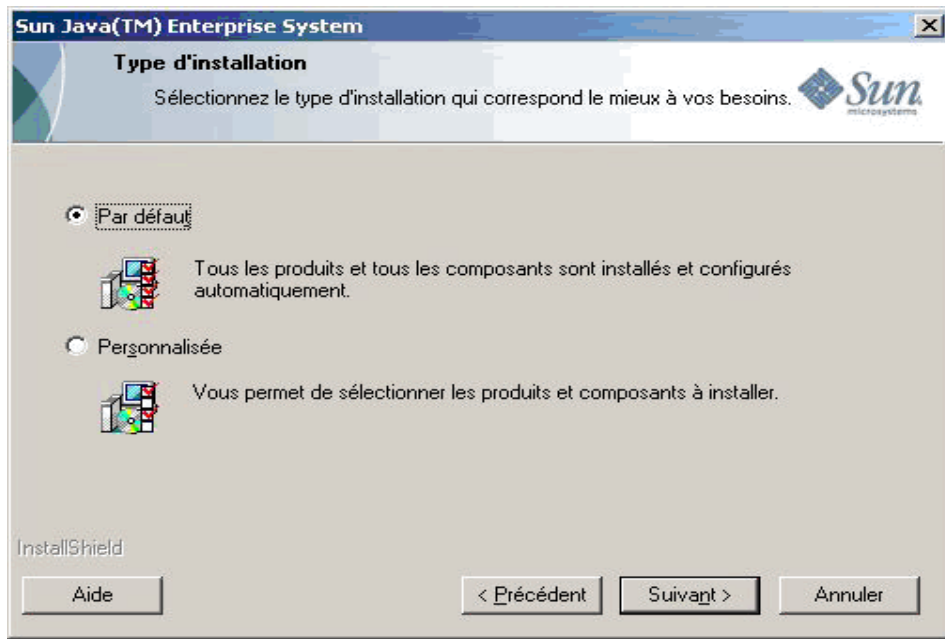 Sun Java(TM) Enterprise System
Type d'installation
Sélectionnez le type d'installation qui correspond le mieux à vos besoins.
Sun
microsystems
Par défaut
Tous les produits et tous les composants sont installés et configurés
automatiquement.
Personnalisée
Vous permet de sélectionner les produits et composants à installer.
InstallShield
Aide
< Précédent
Suivant >
Annuler